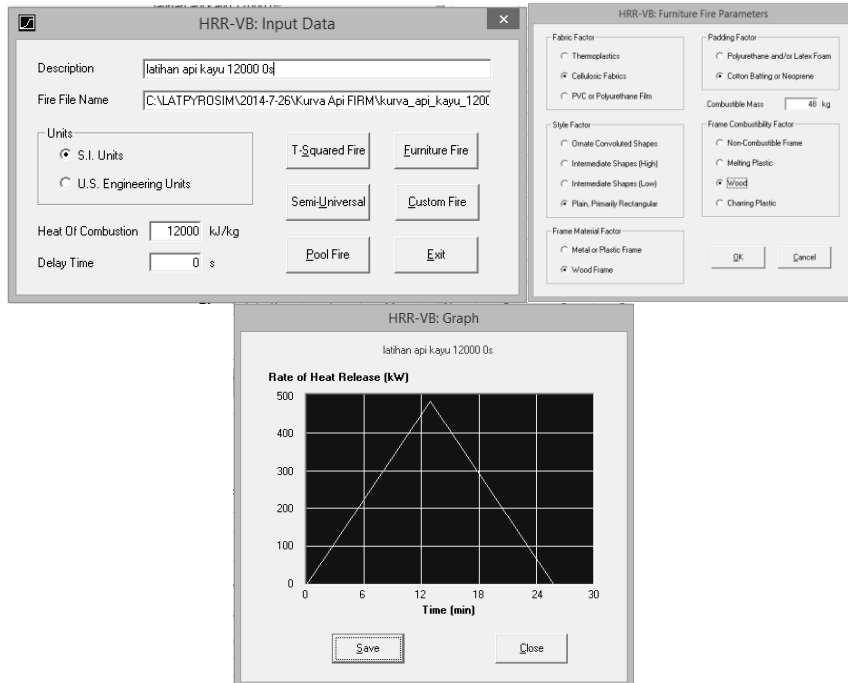 HRR-VB: Input Data
Description
latihan api kayu 12000 0s
Fire File Name
C:\LATPYROSIM\2014-7-26\Kurva Api FIRM\kurva_api_kayu_1200
Units
S.I. Units
U.S. Engineering Units
T-Squared Fire
Furniture Fire
Semi-Universal
Custom Fire
Heat Of Combustion 12000 kJ/kg
Delay Time 0 s
Pool Fire
Exit
HRR-VB: Furniture Fire Parameters
Fabric Factor
Thermoplastics
Cellulosic Fabrics
PVC or Polyurethane Film
Style Factor
Ornate Convoluted Shapes
Intermediate Shapes (High)
Intermediate Shapes (Low)
Plain, Primarily Rectangular
Frame Material Factor
Metal or Plastic Frame
Wood Frame
Padding Factor
Polyurethane and/or Latex Foam
Cotton Batting or Neoprene
Combustible Mass 48 kg
Frame Combustibility Factor
Non-Combustible Frame
Melting Plastic
Wood
Charring Plastic
OK
Cancel
HRR-VB: Graph
latihan api kayu 12000 0s
Rate of Heat Release (kW)
500
400
300
200
100
0
0 6 12 18 24 30
Time (min)
Save
Close